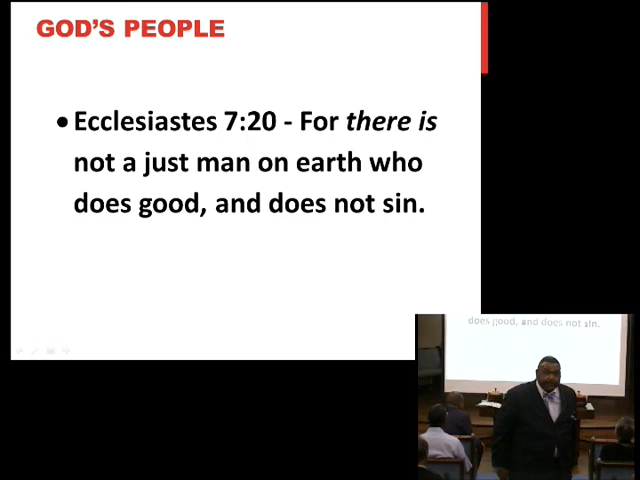 GOD'S PEOPLE
• Ecclesiastes 7:20 - For there is
not a just man on earth who
does good, and does not sin.
does good, and does not sin.